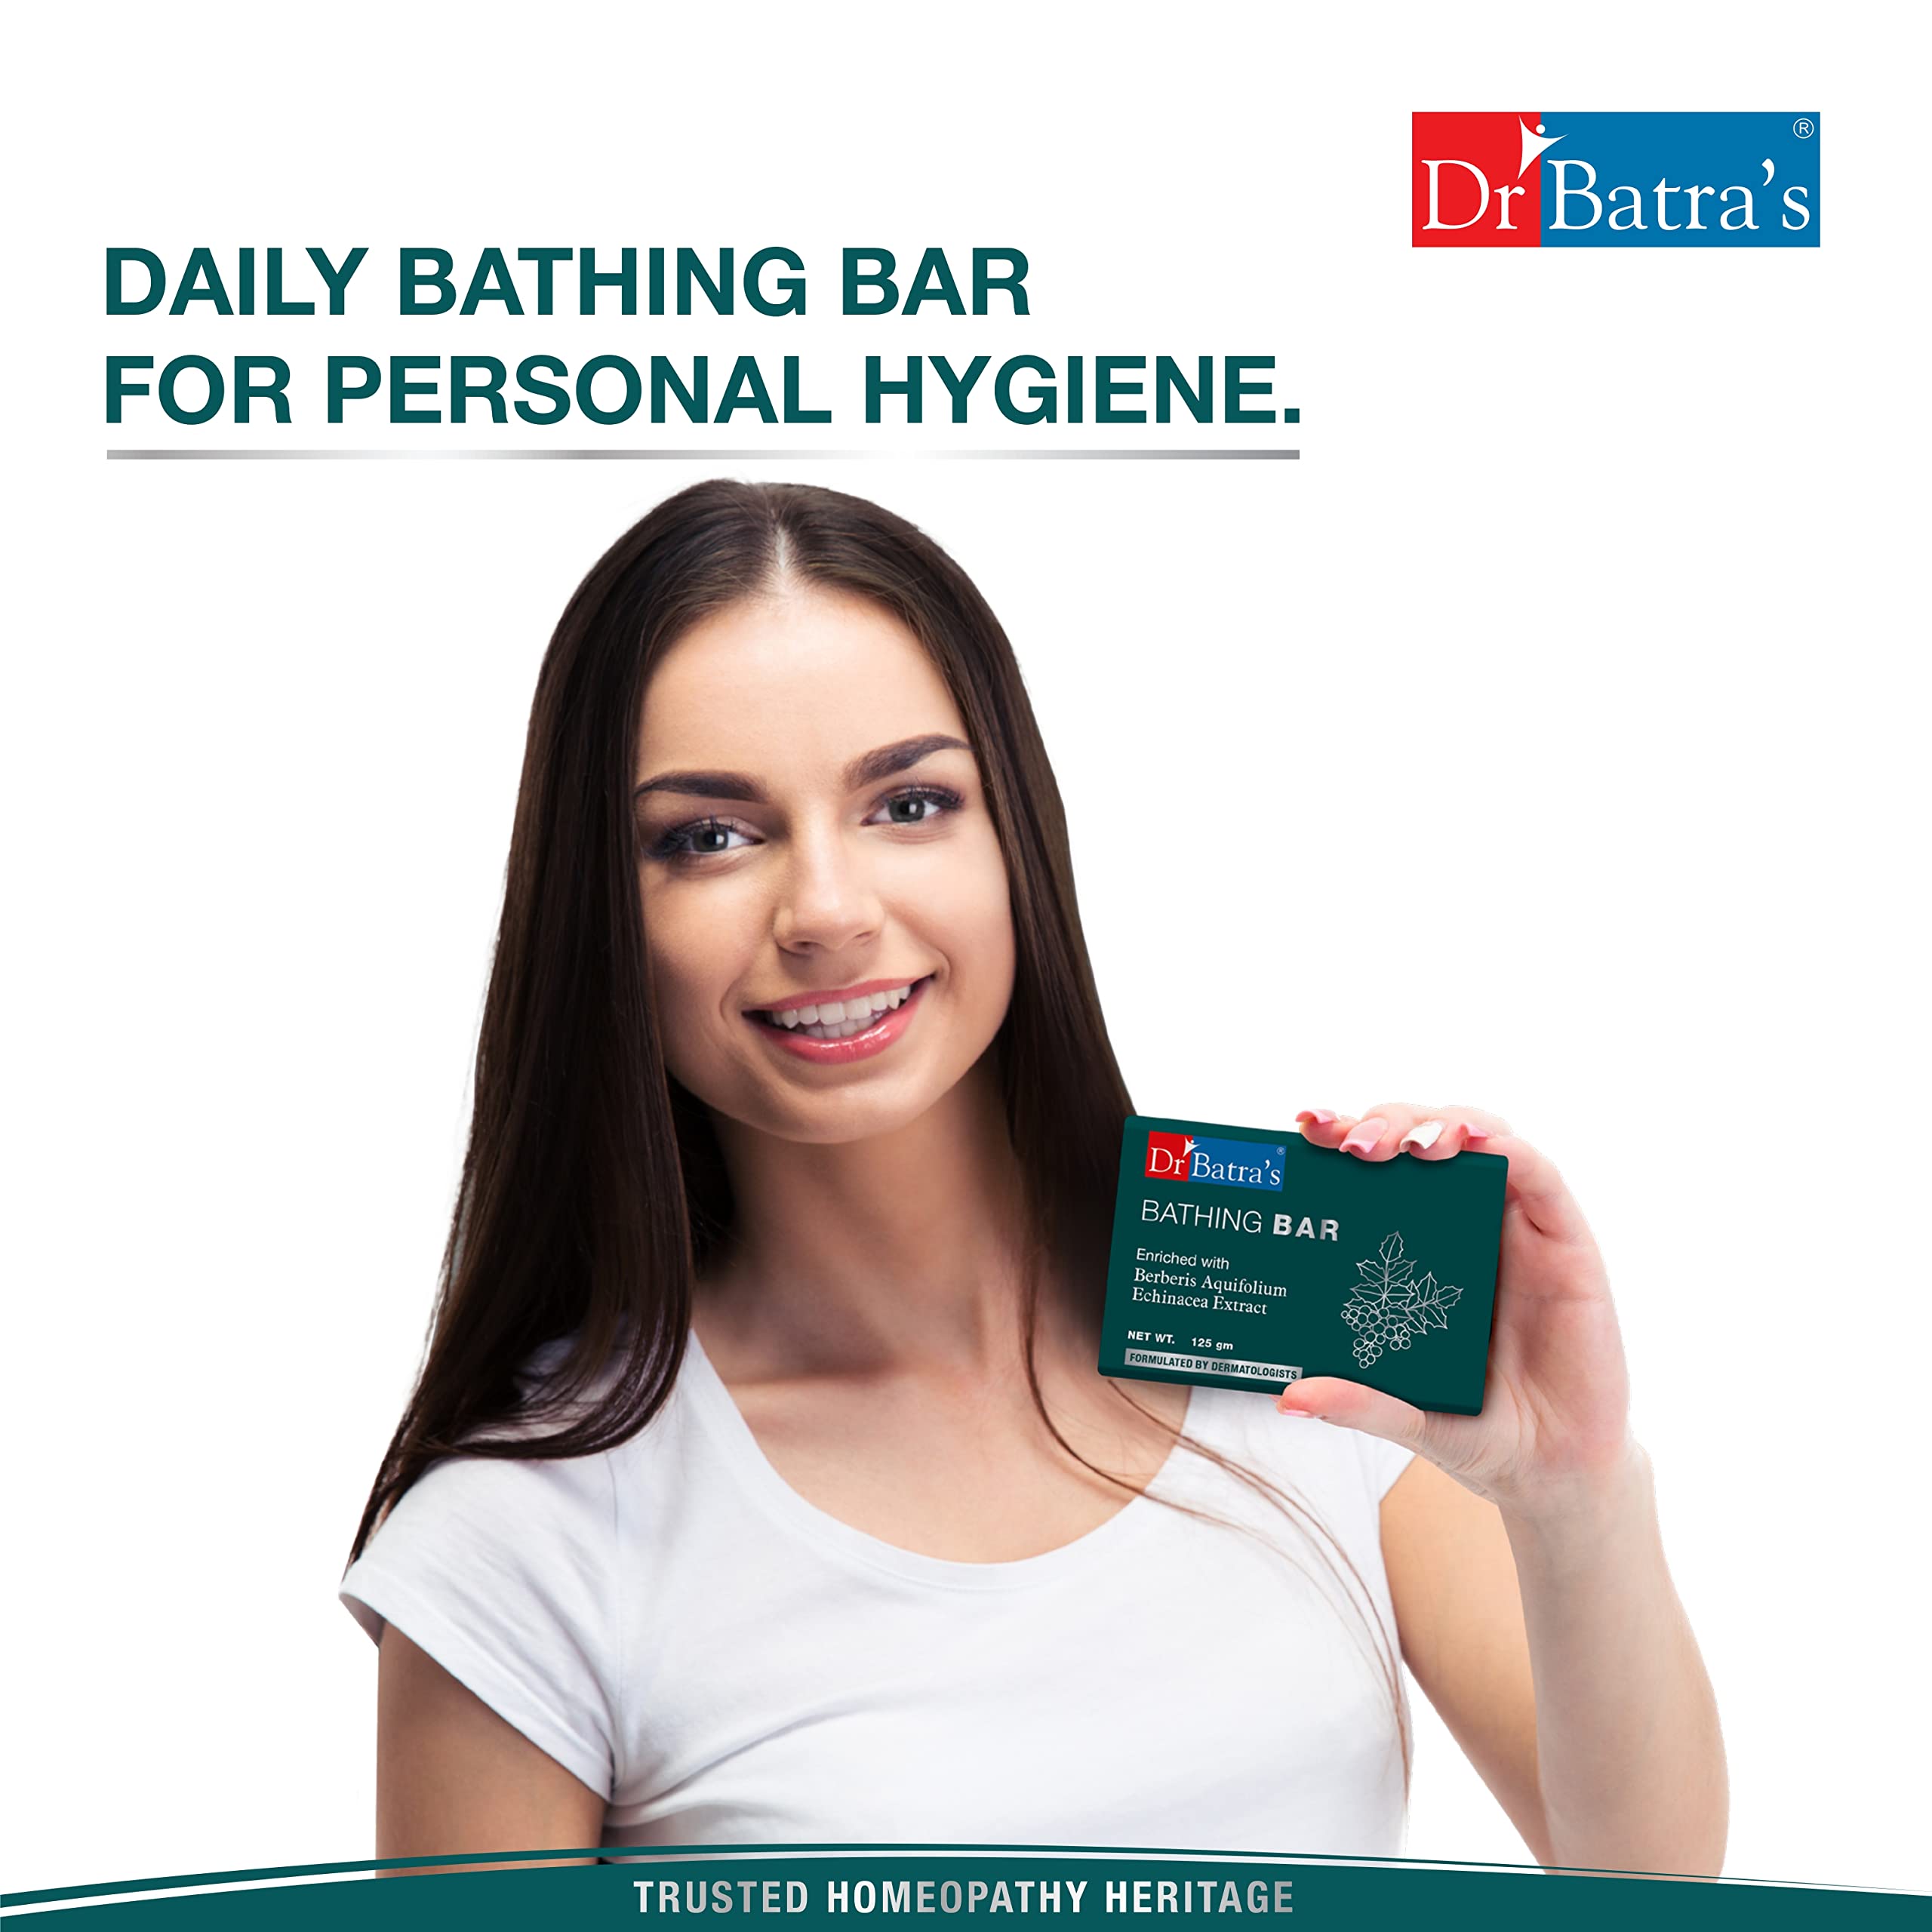 Dr Batra's ®
DAILY BATHING BAR
FOR PERSONAL HYGIENE.
Dr Batra's ®
BATHING BAR
Enriched with
Berberis Aquifolium
Echinacea Extract
NET WT. 125 gm
FORMULATED BY DERMATOLOGISTS
TRUSTED HOMEOPATHY HERITAGE